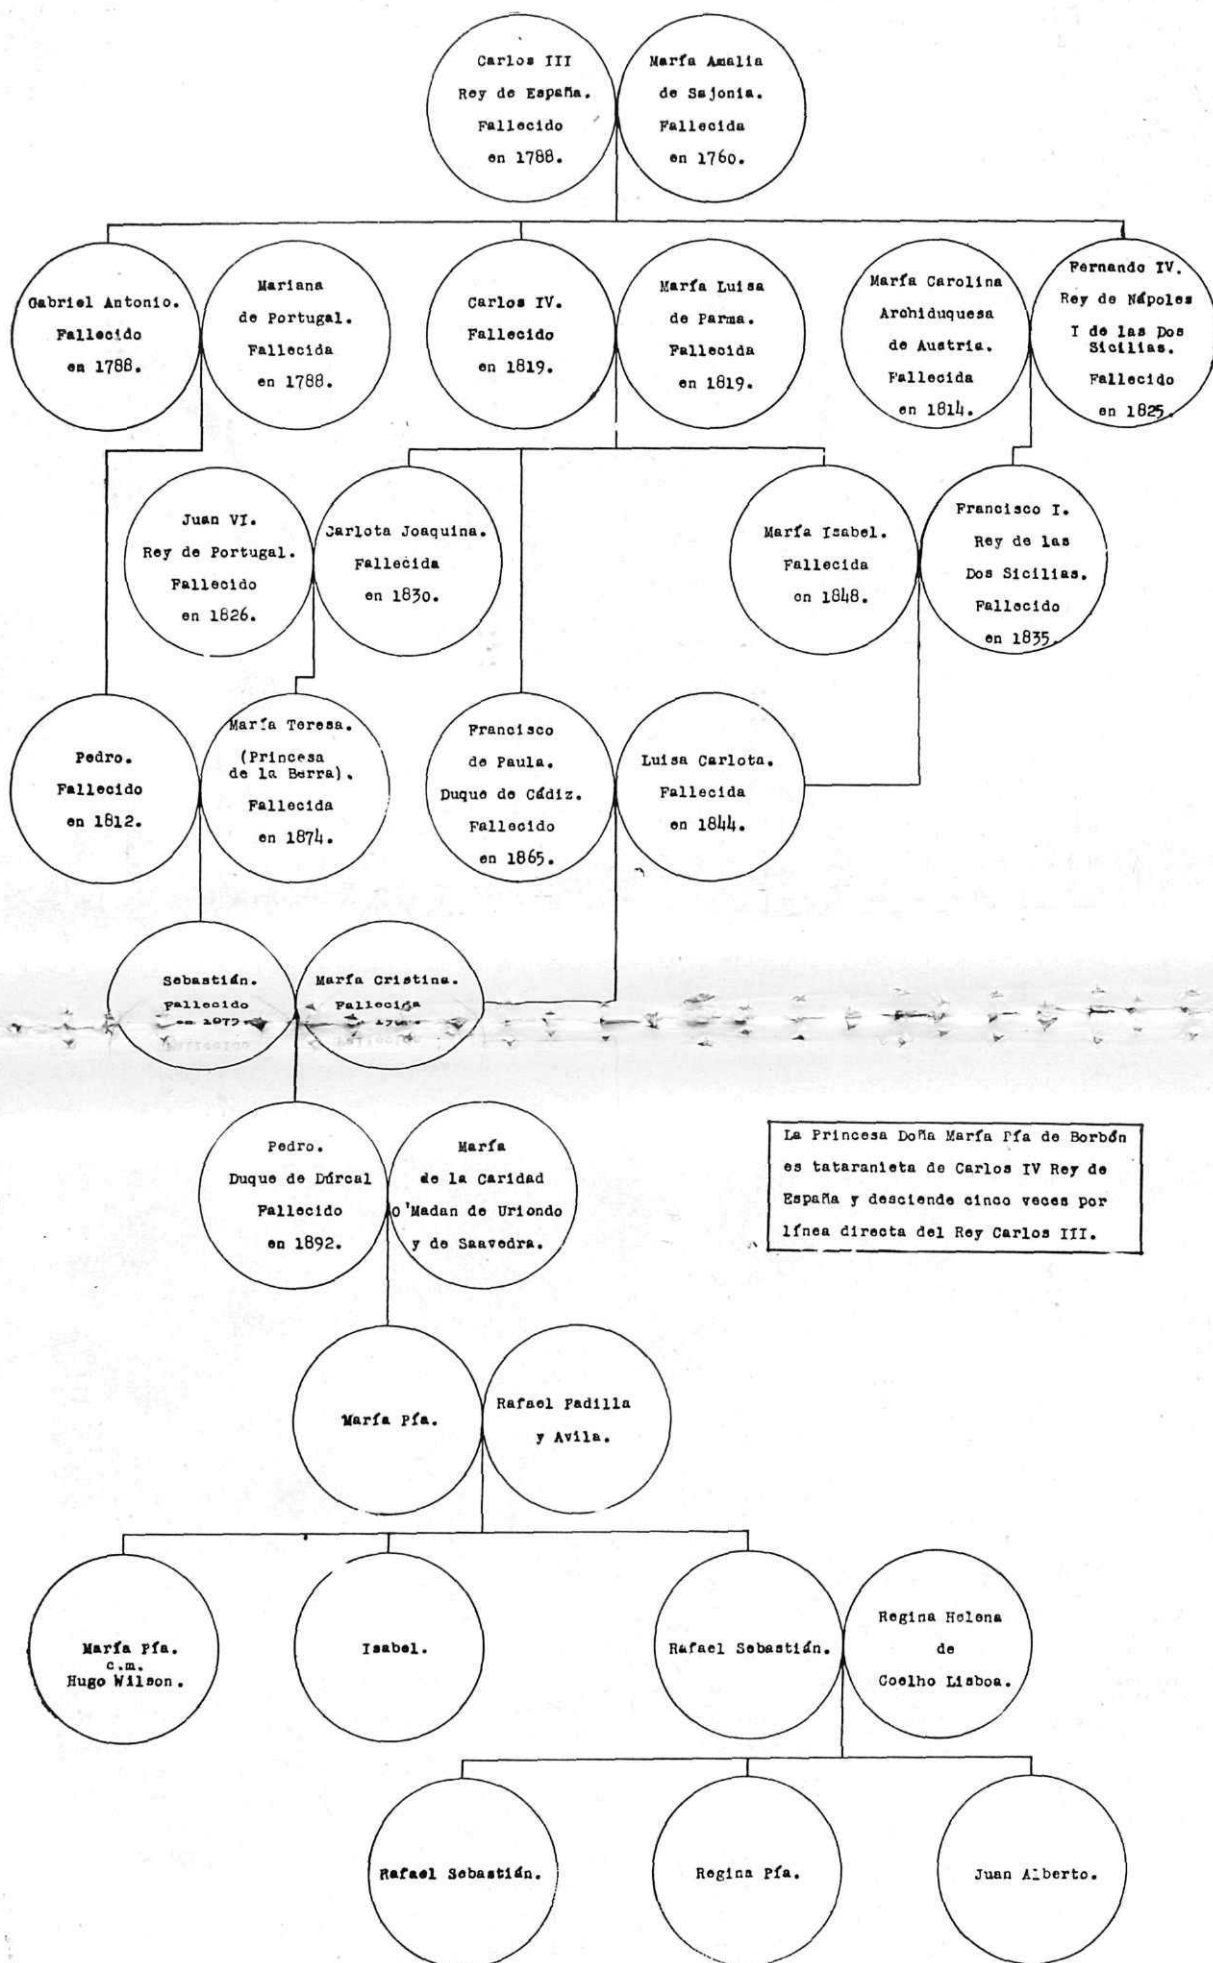 Carlos III
Rey de España.
Fallecido
en 1788.
María Amalia
de Sajonia.
Fallecida
en 1760.
Gabriel Antonio.
Fallecido
en 1788.
Mariana
de Portugal.
Fallecida
en 1788.
Carlos IV.
Fallecido
en 1819.
María Luisa
de Parma.
Fallecida
en 1819.
María Carolina
Archiduquesa
de Austria.
Fallecida
en 1814.
Fernando IV.
Rey de Nápoles
I de las Dos
Sicilias.
Fallecido
en 1825.
Juan VI.
Rey de Portugal.
Fallecido
en 1826.
Carlota Joaquina.
Fallecida
en 1830.
María Isabel.
Fallecida
en 1848.
Francisco I.
Rey de las
Dos Sicilias.
Fallecido
en 1835.
Pedro.
Fallecido
en 1812.
María Teresa.
(Princesa
de la Berra).
Fallecida
en 1874.
Francisco
de Paula.
Duque de Cádiz.
Fallecido
en 1865.
Luisa Carlota.
Fallecida
en 1844.
Sebastián.
Fallecido
en
María Cristina.
Fallecida
Pedro.
Duque de Dúrcal
Fallecido
en 1892.
María
de la Caridad
o'Madan de Uriondo
y de Saavedra.
La Princesa Doña María Pía de Borbón
es tataranieta de Carlos IV Rey de
España y desciende cinco veces por
línea directa del Rey Carlos III.
María Pía.
Rafael Padilla
y Avila.
María Pía.
c.m.
Hugo Wilson.
Isabel.
Rafael Sebastián.
Regina Helena
de
Coelho Lisboa.
Rafael Sebastián.
Regina Pía.
Juan Alberto.